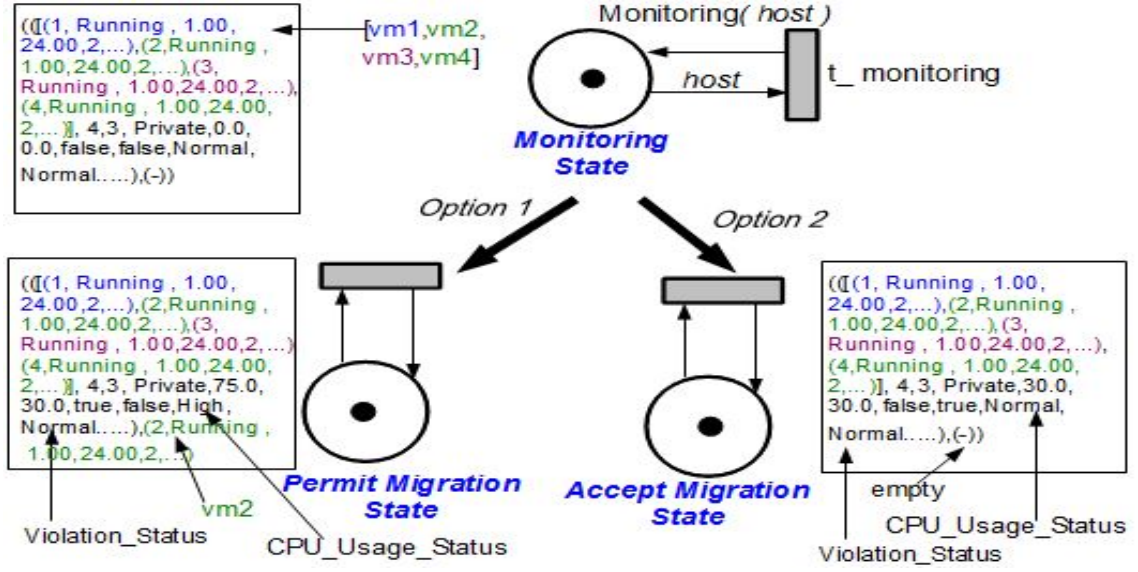 (([(1, Running , 1.00,
24.00,2,...),(2,Running ,
1.00,24.00,2,...),(3,
Running , 1.00,24.00,2,...),
(4,Running , 1.00,24.00,
2,...)], 4,3, Private,0.0,
0.0,false,false,Normal,
Normal.....),(-))
[vm1,vm2,
vm3,vm4]
Monitoring( host )
host
t_ monitoring
Monitoring
State
Option 1
Option 2
(([(1, Running , 1.00,
24.00,2,...),(2,Running ,
1.00,24.00,2,...),(3,
Running , 1.00,24.00,2,...)
(4,Running , 1.00,24.00,
2,...)], 4,3, Private,75.0,
30.0,true,false,High,
Normal.....),(2,Running ,
1.00,24.00,2,...)
vm2
Violation_Status
CPU_Usage_Status
Permit Migration
State
Accept Migration
State
(([(1, Running , 1.00,
24.00,2,...),(2,Running ,
1.00,24.00,2,...),(3,
Running , 1.00,24.00,2,...),
(4,Running , 1.00,24.00,
2,...)], 4,3, Private,30.0,
30.0, false,true,Normal,
Normal.....),(-))
empty
CPU_Usage_Status
Violation_Status